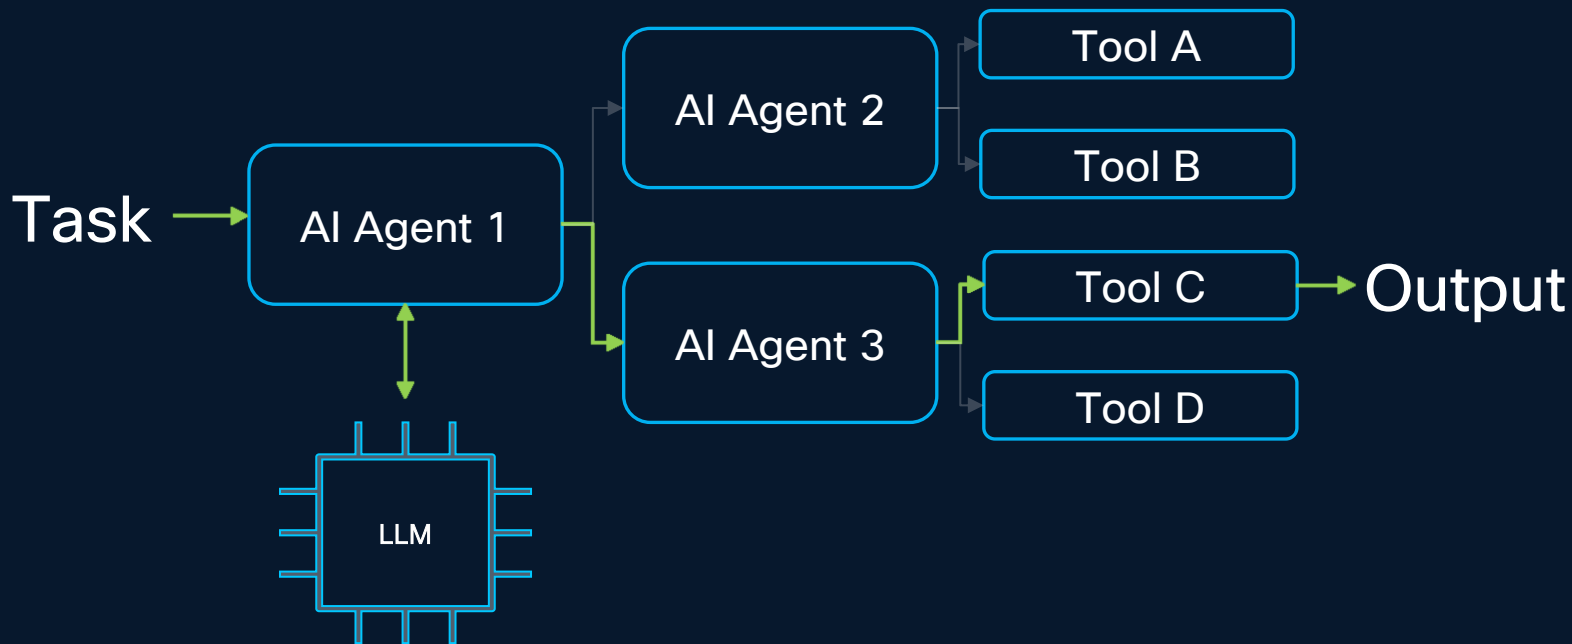 Task
AI Agent 1
LLM
AI Agent 2
AI Agent 3
Tool A
Tool B
Tool C
Tool D
Output